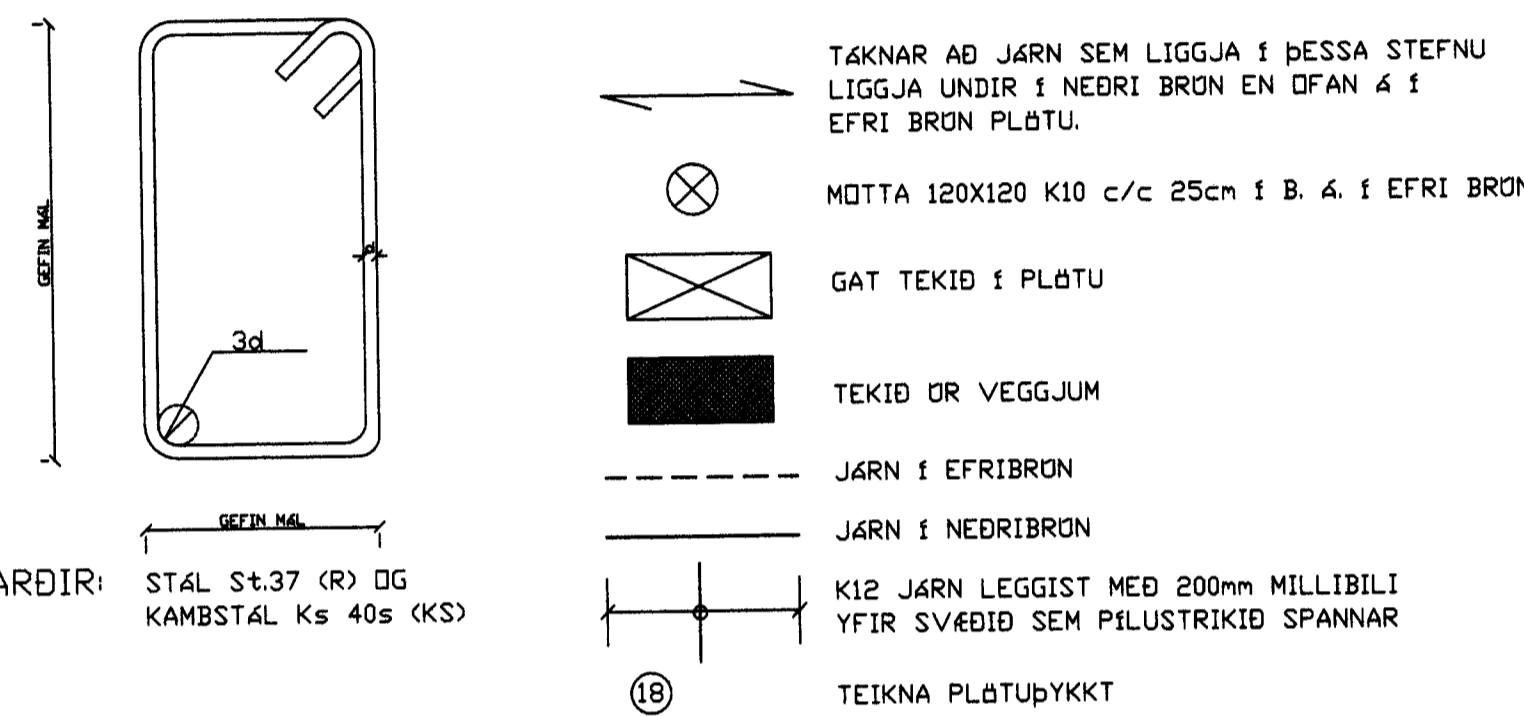 GEFIN MÁL
d
3d
GEFIN MÁL
ARÐIR: STÁL St.37 (R) OG
KAMBSTÁL Ks 40s (KS)
TÁKNAR AÐ JÁRN SEM LIGGJA Í ÞESSA STEFNU
LIGGJA UNDIR Í NEÐRI BRÚN EN OFAN Á Í
EFRI BRÚN PLÖTU.
MOTTA 120X120 K10 c/c 25cm Í B. Á. Í EFRI BRÚN
GAT TEKIÐ Í PLÖTU
TEKIÐ ÚR VEGGJUM
JÁRN Í EFRIBRÚN
JÁRN Í NEÐRIBRÚN
K12 JÁRN LEGGIST MEÐ 200mm MILLIBILI
YFIR SVÆÐIÐ SEM PÍLUSTRIKIÐ SPANNAR
18 TEIKNA PLÖTUÞYKKT